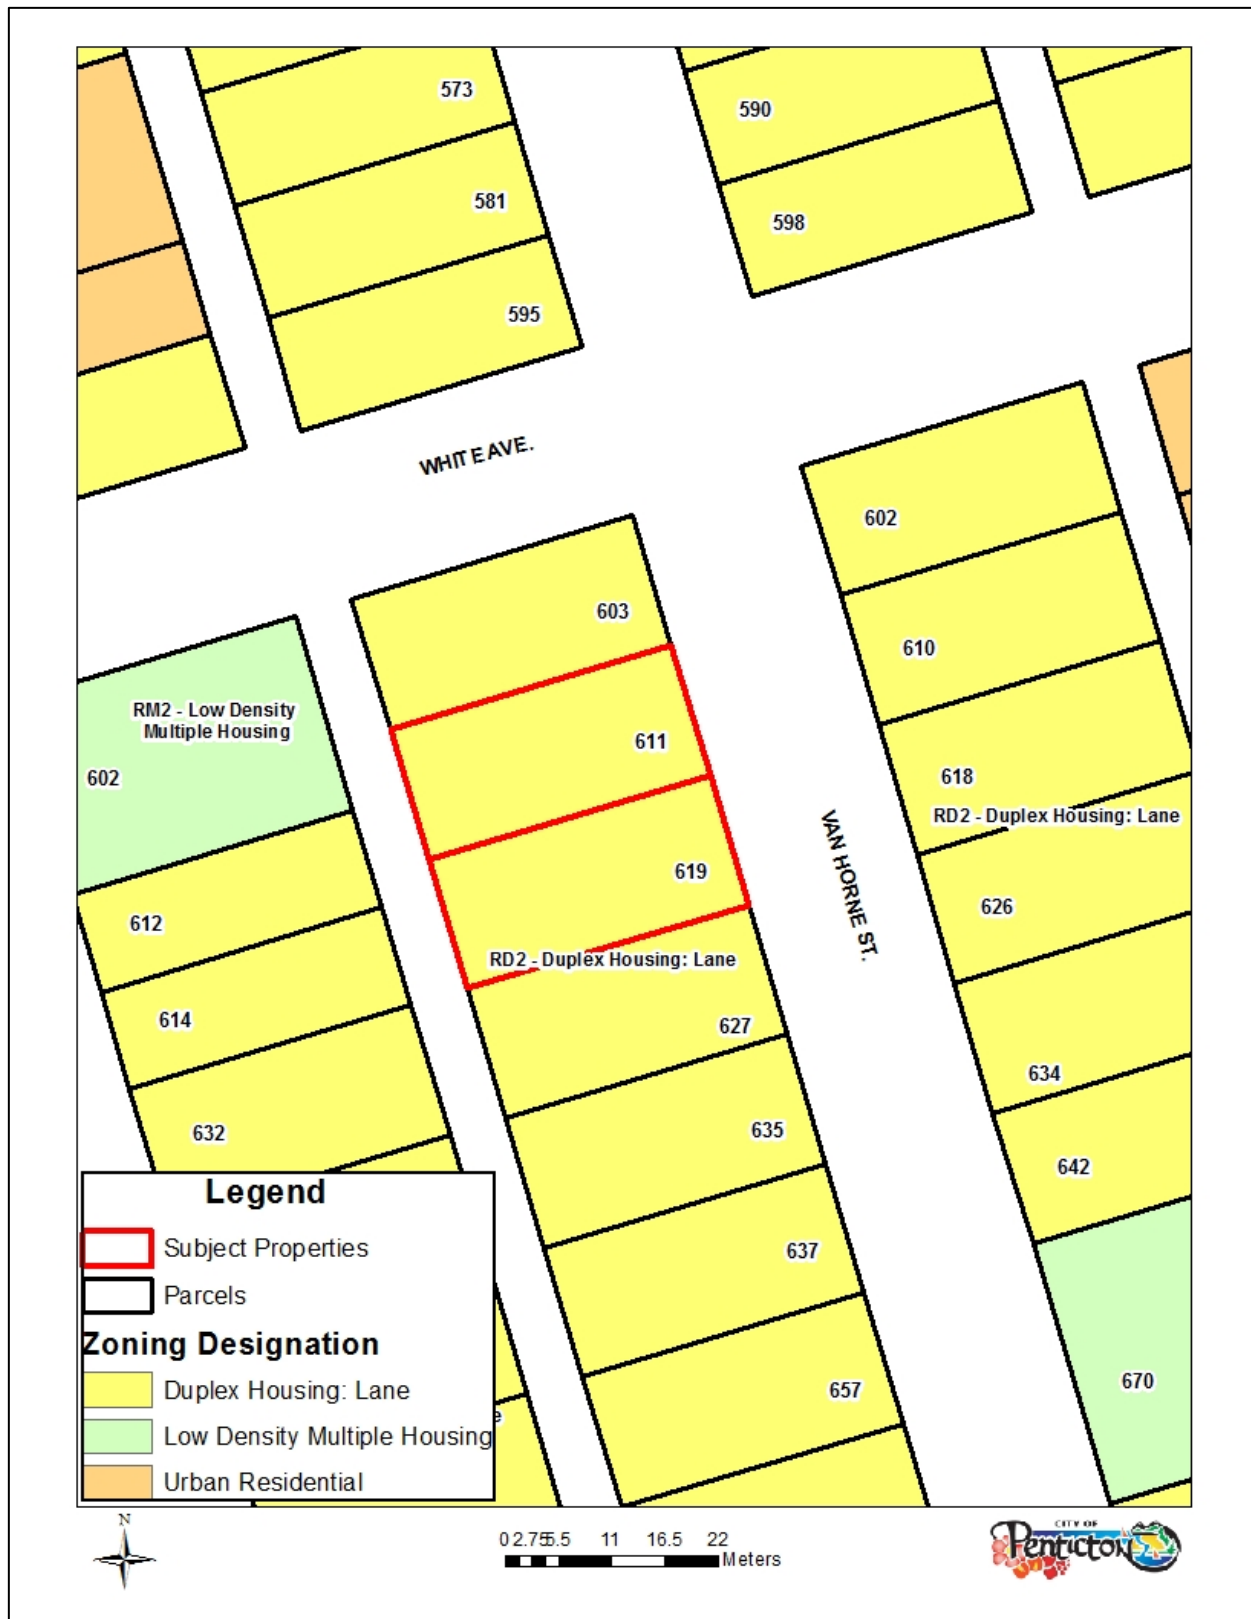 573
590
581
598
595
WHITE AVE.
602
603
610
RM2 - Low Density
Multiple Housing
611
602
618
RD2 - Duplex Housing: Lane
VAN HORNE ST.
619
626
612
RD2 - Duplex Housing: Lane
614
627
634
632
635
642
637
670
657
e
Legend
Subject Properties
Parcels
Zoning Designation
Duplex Housing: Lane
Low Density Multiple Housing
Urban Residential
N
0 2.75 5.5 11 16.5 22
Meters
CITY OF
Penticton